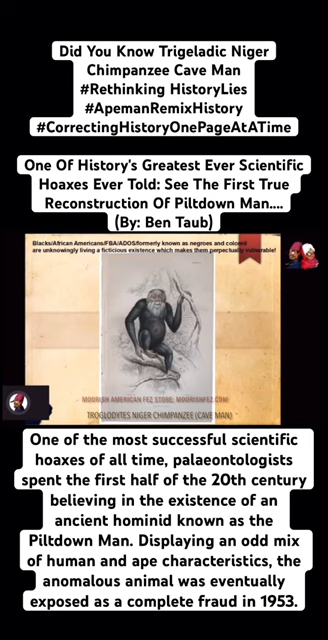 Did You Know Trigeladic Niger
Chimpanzee Cave Man
#Rethinking HistoryLies
#ApemanRemixHistory
#CorrectingHistoryOnePageAtATime
One Of History's Greatest Ever Scientific
Hoaxes Ever Told: See The First True
Reconstruction Of Piltdown Man....
(By: Ben Taub)
Blacks/African Americans/FBA/ADOS/formerly known as negroes and colored
are unknowingly living a ficticious existence which makes them perpectually vulnerable!
MOORISH AMERICAN FEZ STORE: MOORISHFEZ.COM
TROGLODYTES NIGER CHIMPANZEE (CAVE MAN)
One of the most successful scientific
hoaxes of all time, palaeontologists
spent the first half of the 20th century
believing in the existence of an
ancient hominid known as the
Piltdown Man. Displaying an odd mix
of human and ape characteristics, the
anomalous animal was eventually
exposed as a complete fraud in 1953.